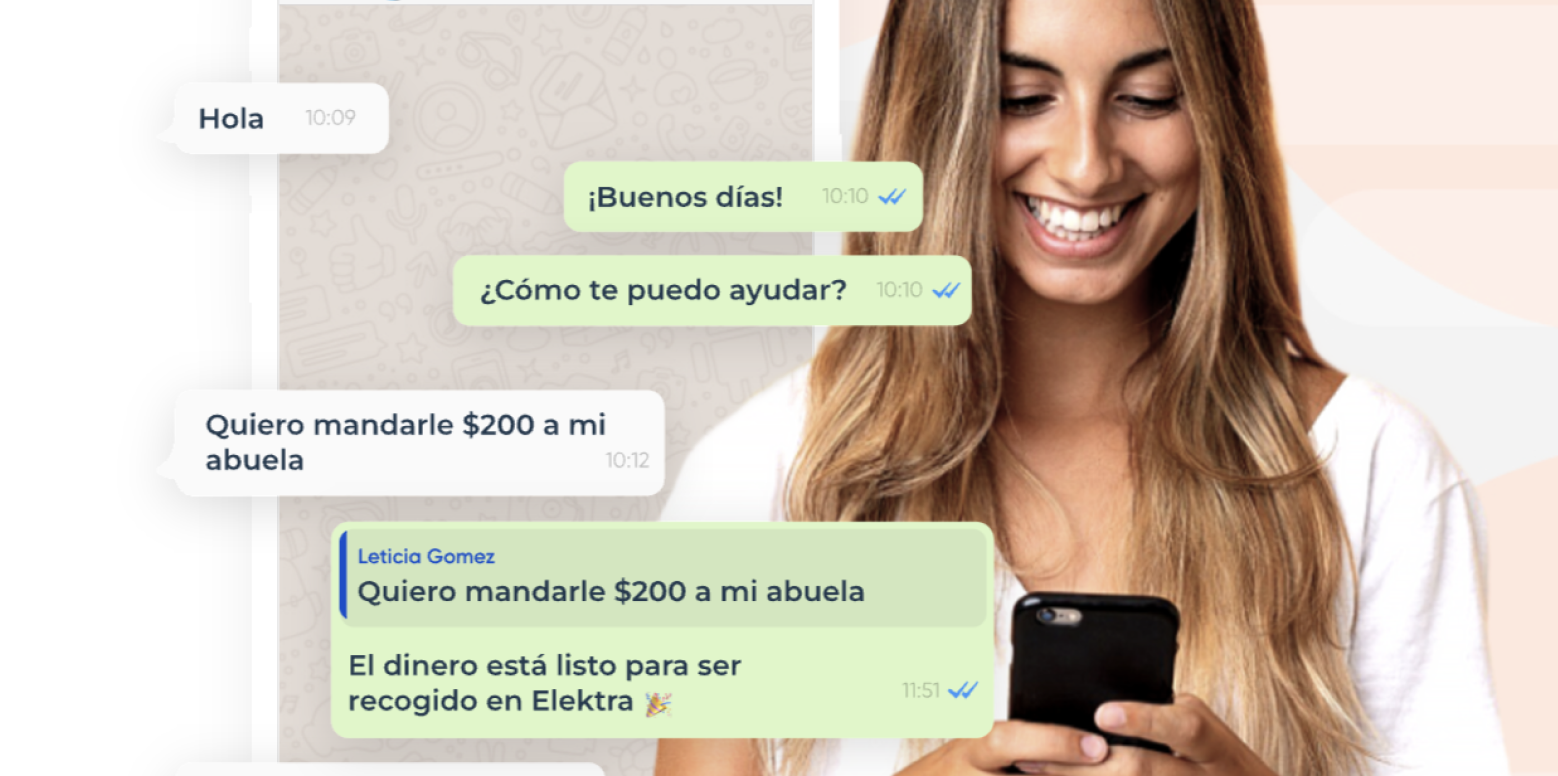 Hola 10:09
¡Buenos días! 10:10
¿Cómo te puedo ayudar? 10:10
Quiero mandarle $200 a mi
abuela 10:12
Leticia Gomez
Quiero mandarle $200 a mi abuela
El dinero está listo para ser
recogido en Elektra 🎉 11:51